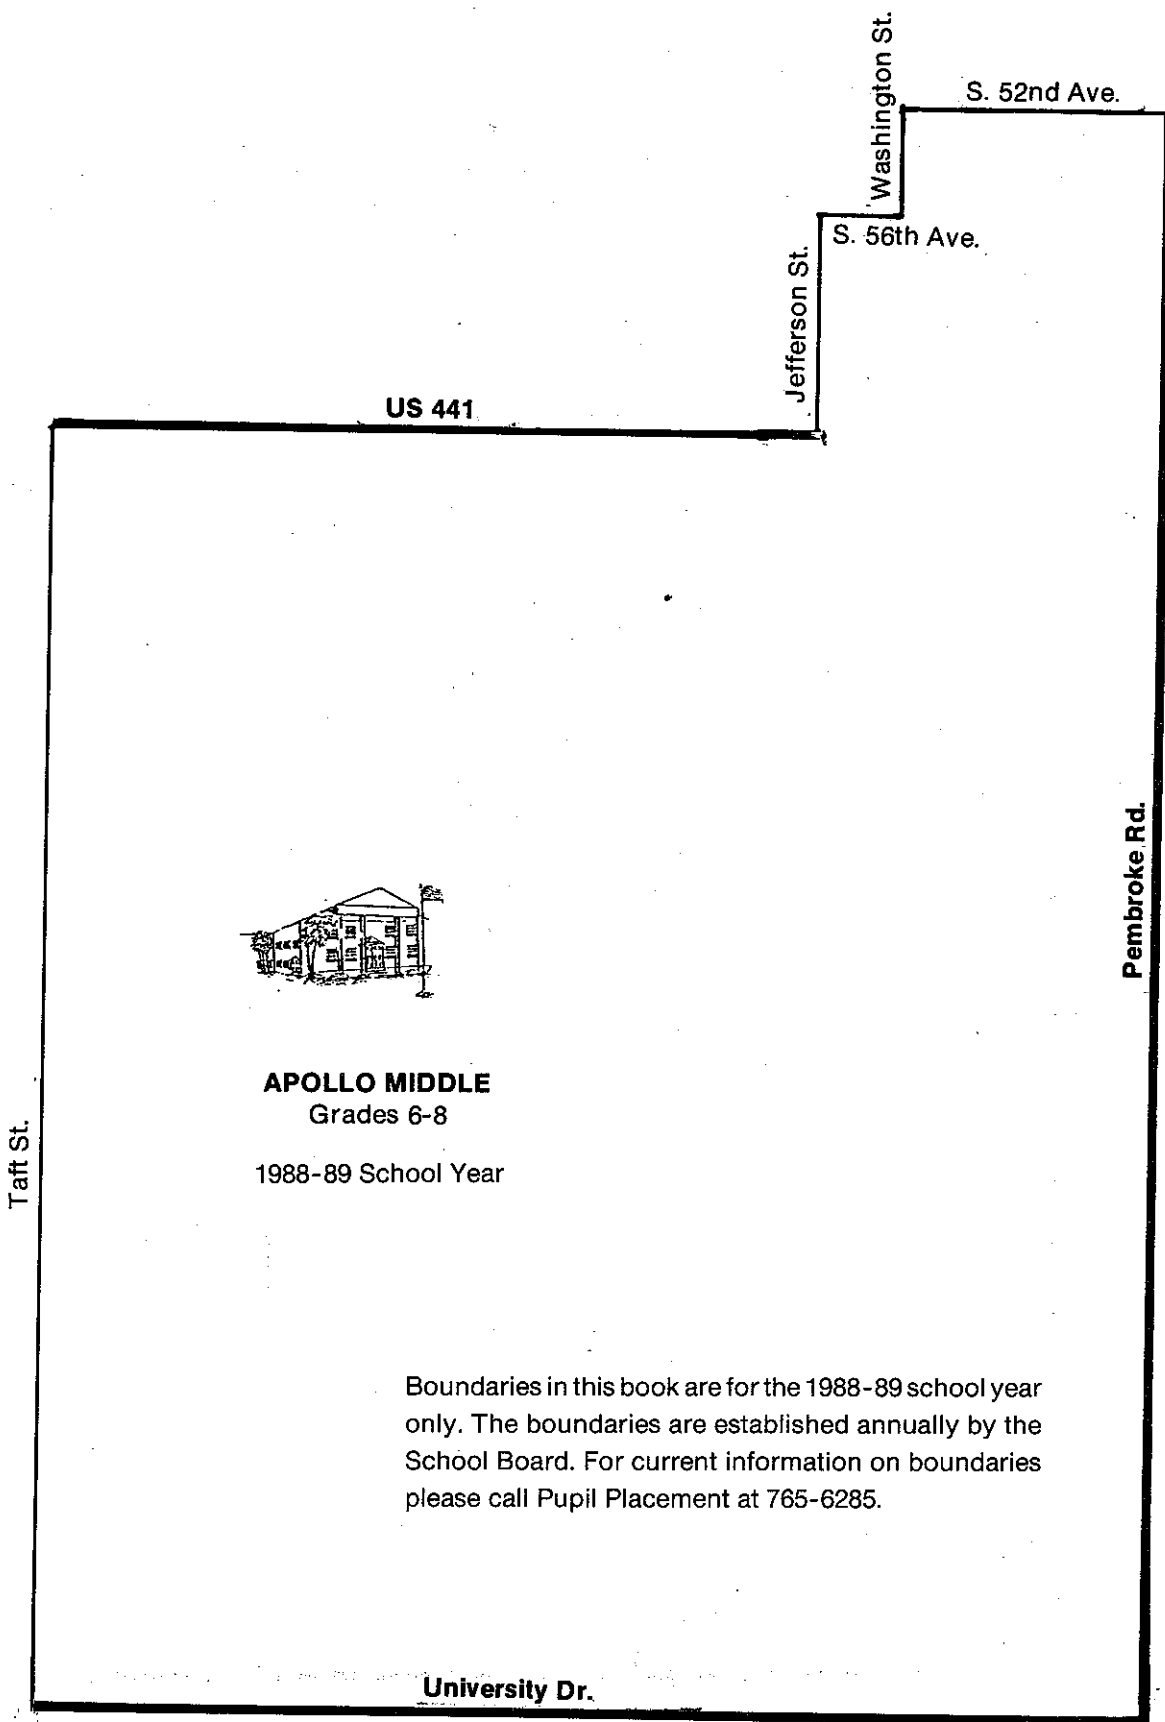 Washington St.
S. 52nd Ave.
S. 56th Ave.
Jefferson St.
US 441
Pembroke Rd.
APOLLO MIDDLE
Grades 6-8
Taft St.
1988-89 School Year
Boundaries in this book are for the 1988-89 school year
only. The boundaries are established annually by the
School Board. For current information on boundaries
please call Pupil Placement at 765-6285.
University Dr.